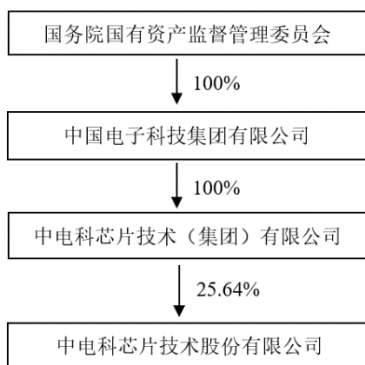 国务院国有资产监督管理委员会
100%
中国电子科技集团有限公司
100%
中电科芯片技术（集团）有限公司
25.64%
中电科芯片技术股份有限公司